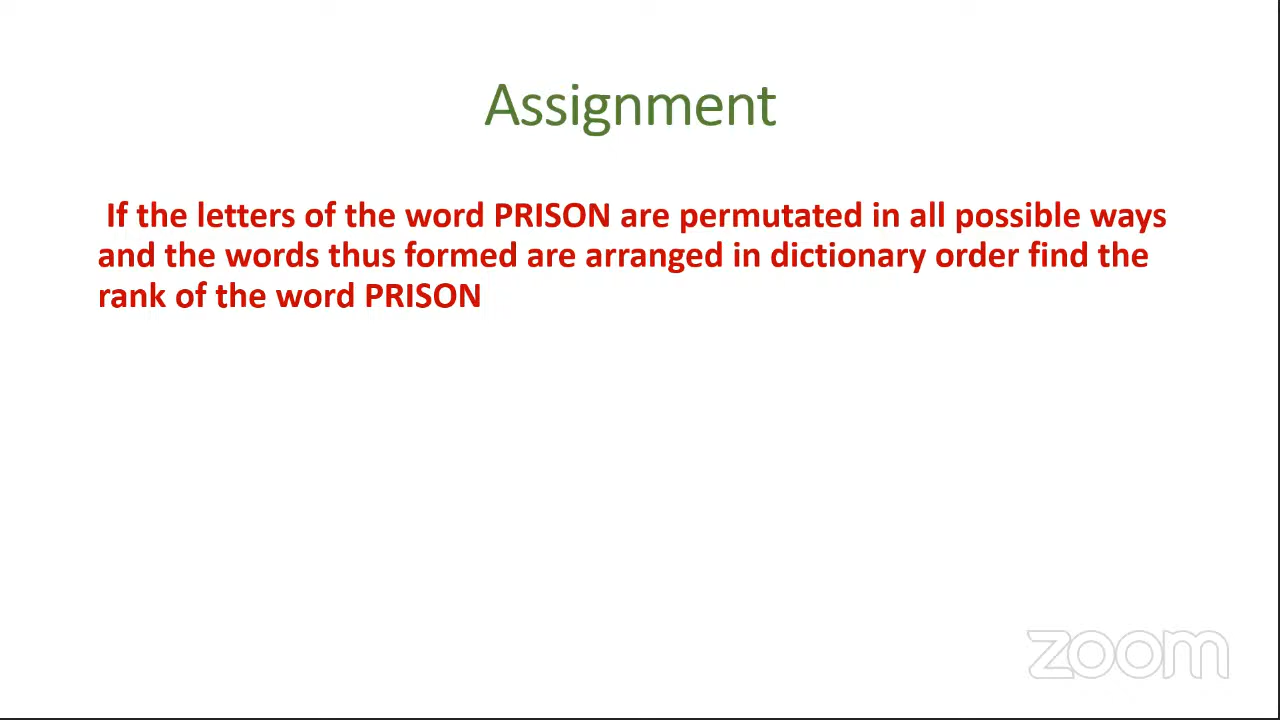 Assignment
If the letters of the word PRISON are permutated in all possible ways
and the words thus formed are arranged in dictionary order find the
rank of the word PRISON
zoom